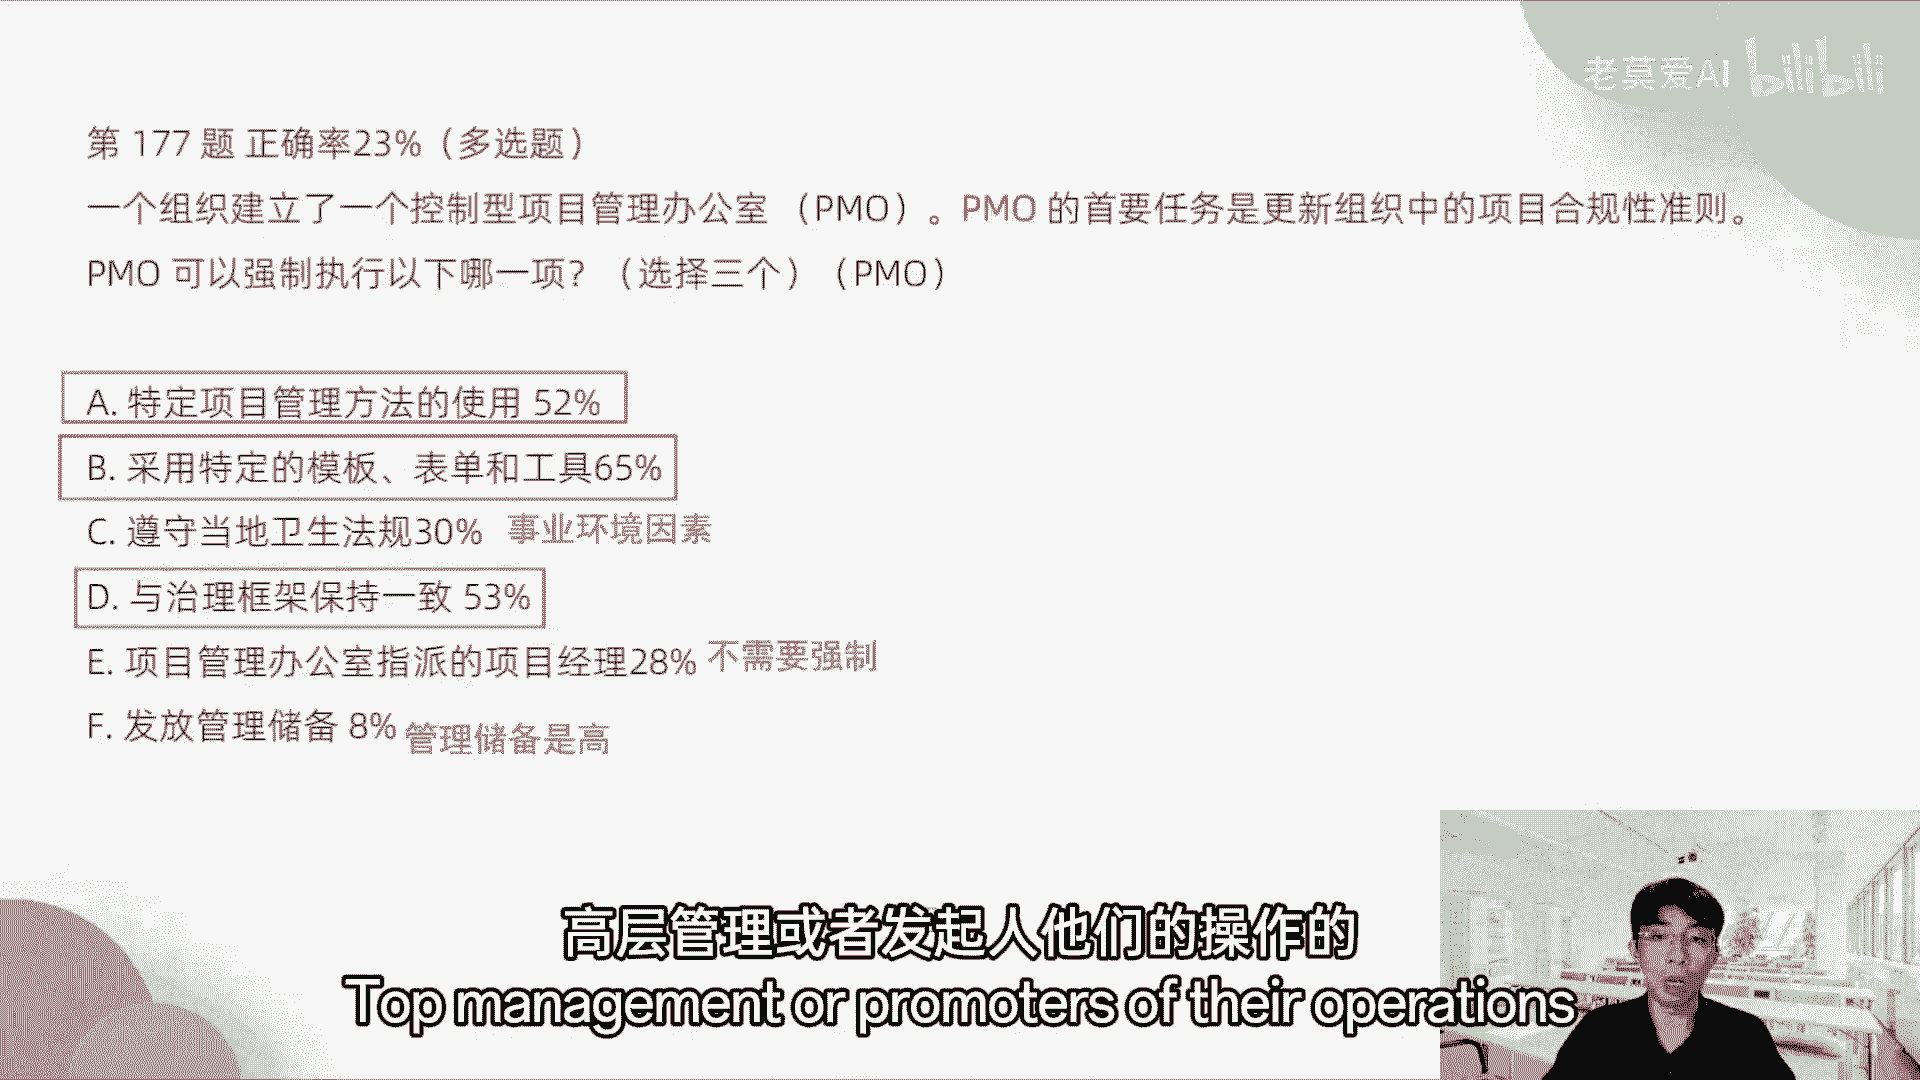 老莫爱AI bilibili
第 177 题 正确率23%（多选题）
一个组织建立了一个控制型项目管理办公室 （PMO）。PMO 的首要任务是更新组织中的项目合规性准则。
PMO 可以强制执行以下哪一项？（选择三个）（PMO）
A. 特定项目管理方法的使用 52%
B. 采用特定的模板、表单和工具65%
C. 遵守当地卫生法规30% 事业环境因素
D. 与治理框架保持一致 53%
E. 项目管理办公室指派的项目经理28% 不需要强制
F. 发放管理储备 8% 管理储备是高
高层管理或者发起人他们的操作的
Top management or promoters of their operations